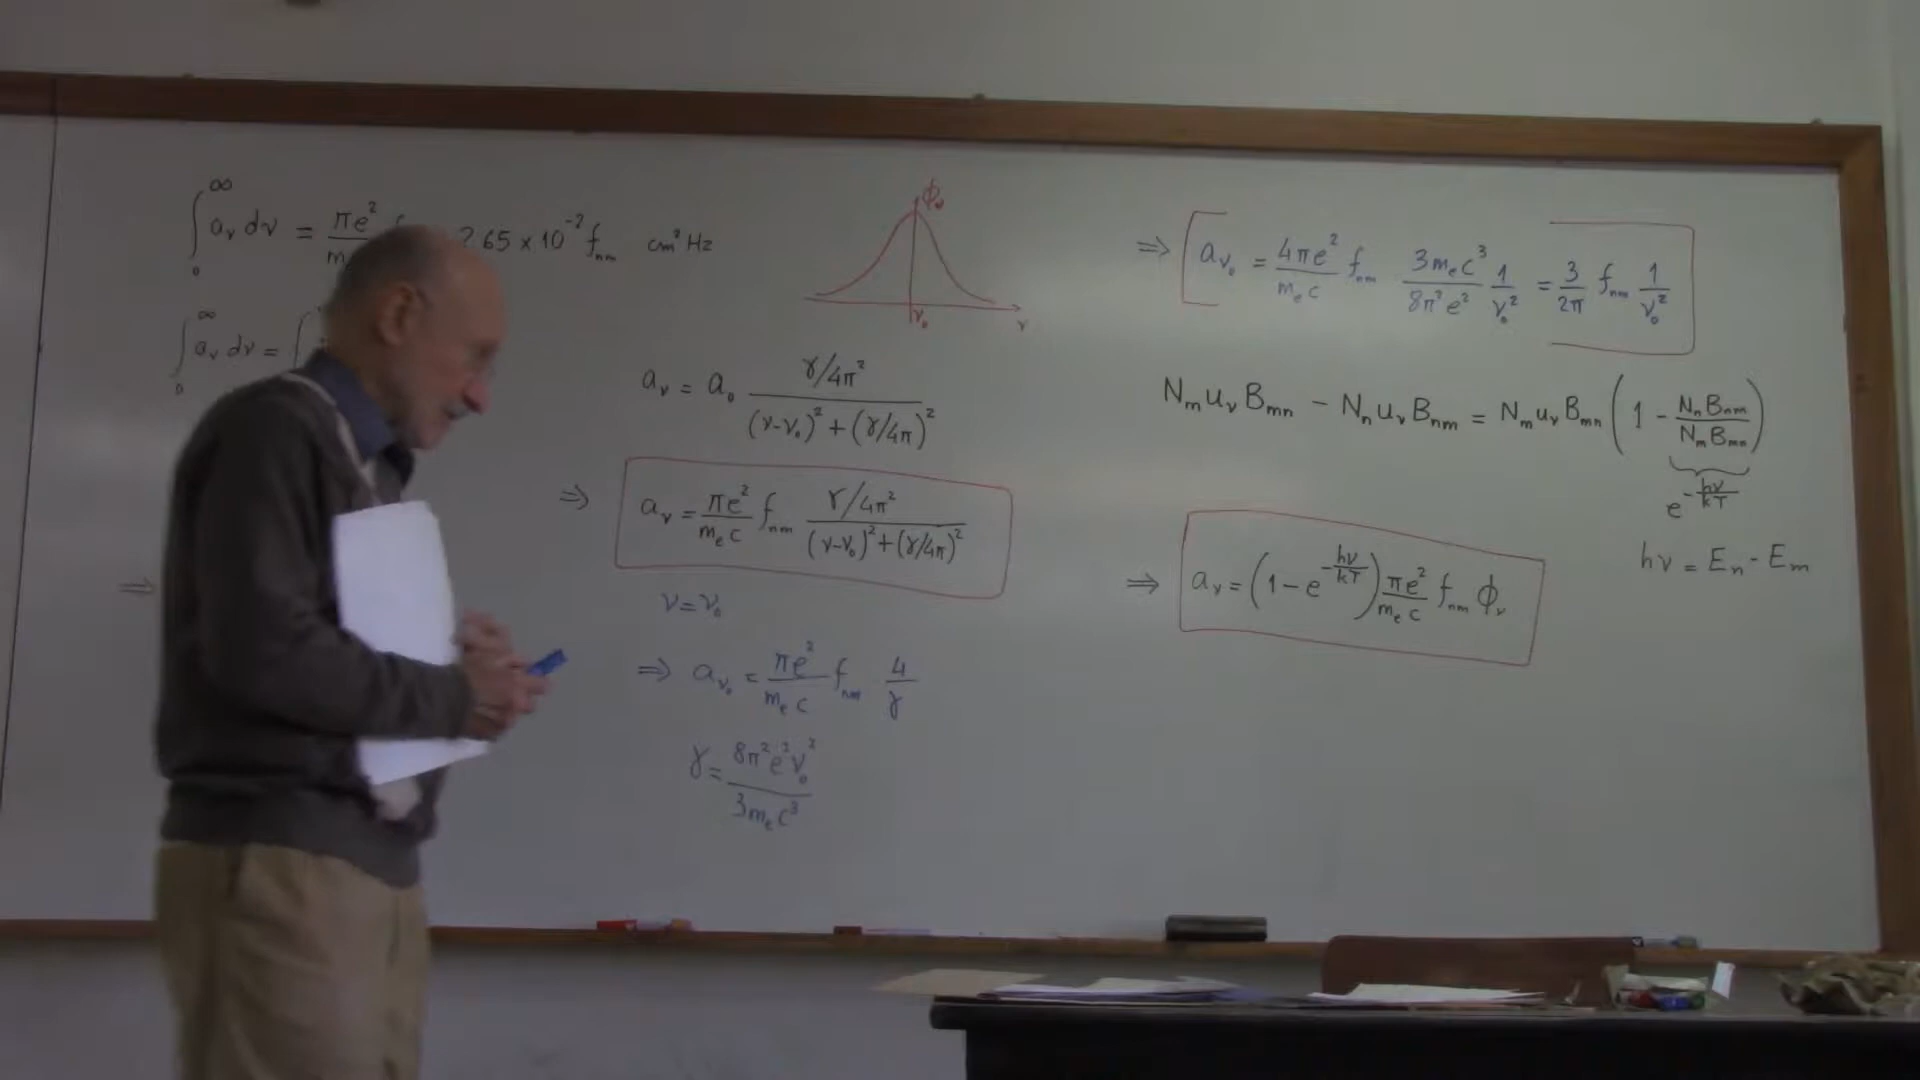 ∫₀^∞ a_ν dν = πe²/m 2.65 × 10⁻² f_nm cm² Hz
∫₀^∞ a_ν dν = ∫
⇒
ϕ_ν
ν₀ ν
a_ν = a₀ (γ/4π²)/((ν-ν₀)² + (γ/4π)²)
⇒ a_ν = πe²/(m_e c) f_nm (γ/4π²)/((ν-ν₀)² + (γ/4π)²)
ν = ν₀
⇒ a_ν₀ = πe²/(m_e c) f_nm 4/γ
γ = 8π²e²ν₀²/(3m_e c³)
⇒ a_ν₀ = 4πe²/(m_e c) f_nm 3m_e c³/(8π²e²) 1/ν₀² = 3/2π f_nm 1/ν₀²
N_m u_ν B_mn - N_n u_ν B_nm = N_m u_ν B_mn (1 - N_n B_nm/(N_m B_mn))
e^(-hν/kT)
hν = E_n - E_m
⇒ a_ν = (1 - e^(-hν/kT)) πe²/(m_e c) f_nm ϕ_ν